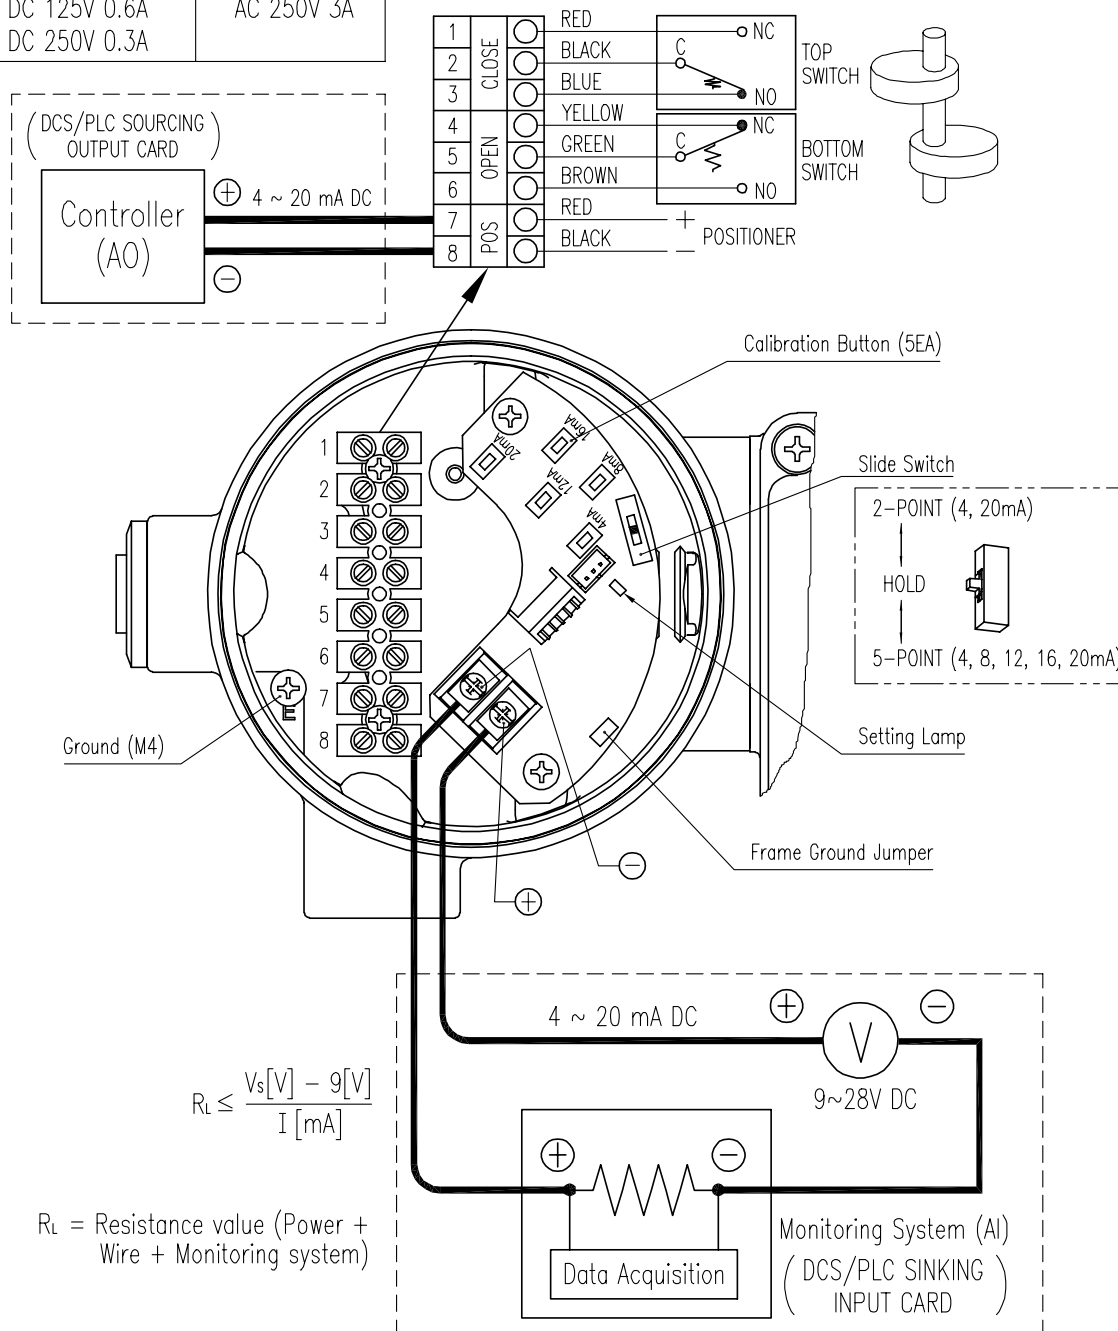 DC 125V 0.6A
DC 250V 0.3A
AC 250V 3A
(DCS/PLC SOURCING
OUTPUT CARD)
Controller
(AO)
+
4 ~ 20 mA DC
−
1
2
3
4
5
6
7
8
CLOSE
OPEN
POS
RED
BLACK
BLUE
YELLOW
GREEN
BROWN
RED
BLACK
NC
C
NO
TOP
SWITCH
NC
C
NO
BOTTOM
SWITCH
+
−
POSITIONER
Calibration Button (5EA)
20mA
16mA
12mA
8mA
4mA
1
2
3
4
5
6
7
8
E
Slide Switch
2-POINT (4, 20mA)
HOLD
5-POINT (4, 8, 12, 16, 20mA)
Ground (M4)
Setting Lamp
Frame Ground Jumper
−
+
4 ~ 20 mA DC
+
−
V
9~28V DC
RL ≤ Vs[V] - 9[V]
I [mA]
+
−
RL = Resistance value (Power +
Wire + Monitoring system)
Data Acquisition
Monitoring System (AI)
(DCS/PLC SINKING
INPUT CARD)